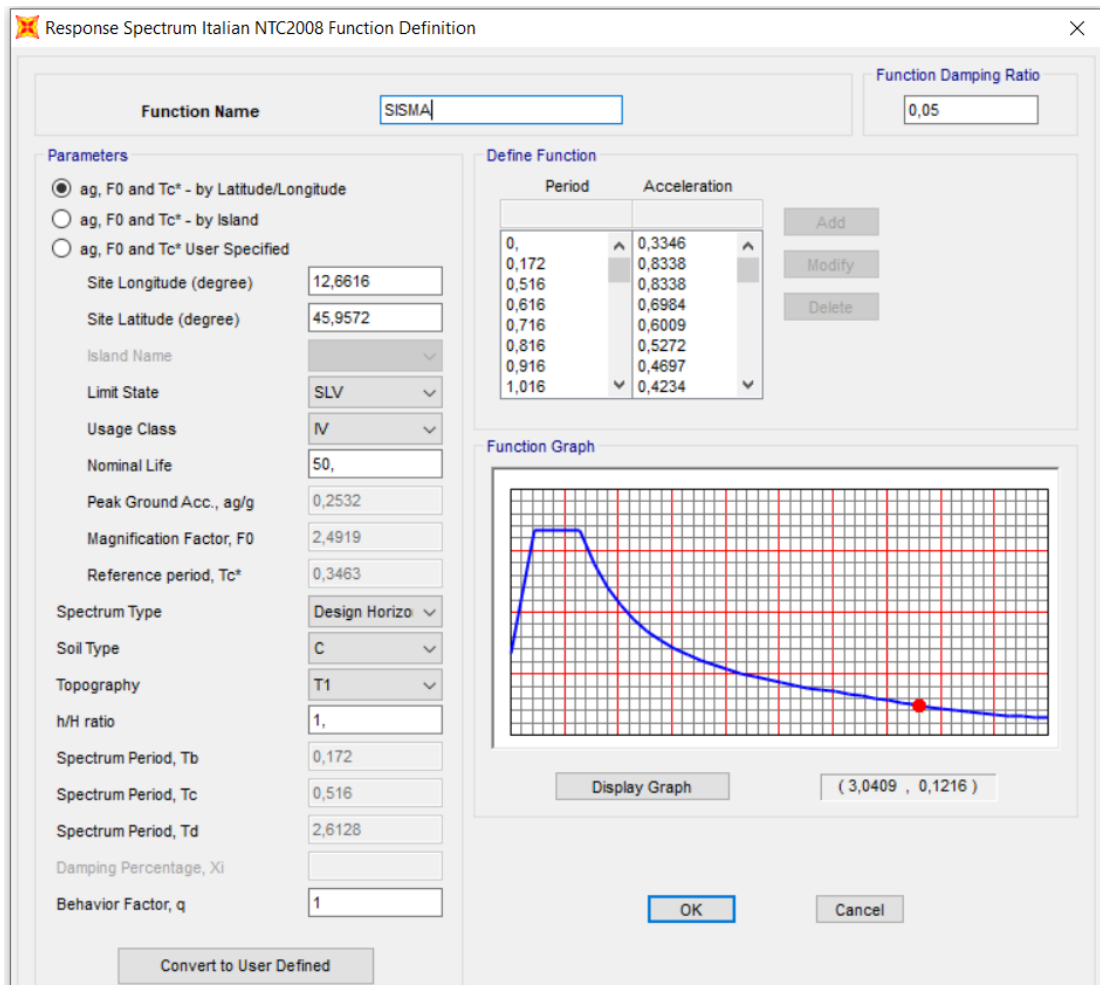 Response Spectrum Italian NTC2008 Function Definition
Function Name
SISMA
Function Damping Ratio
0,05
Parameters
ag, F0 and Tc* - by Latitude/Longitude
ag, F0 and Tc* - by Island
ag, F0 and Tc* User Specified
Site Longitude (degree) 12,6616
Site Latitude (degree) 45,9572
Island Name
Limit State SLV
Usage Class IV
Nominal Life 50,
Peak Ground Acc., ag/g 0,2532
Magnification Factor, F0 2,4919
Reference period, Tc* 0,3463
Spectrum Type Design Horizo
Soil Type C
Topography T1
h/H ratio 1,
Spectrum Period, Tb 0,172
Spectrum Period, Tc 0,516
Spectrum Period, Td 2,6128
Damping Percentage, Xi
Behavior Factor, q 1
Convert to User Defined
Define Function
Period Acceleration
0, 0,3346
0,172 0,8338
0,516 0,8338
0,616 0,6984
0,716 0,6009
0,816 0,5272
0,916 0,4697
1,016 0,4234
Add
Modify
Delete
Function Graph
Display Graph
( 3,0409 , 0,1216 )
OK
Cancel